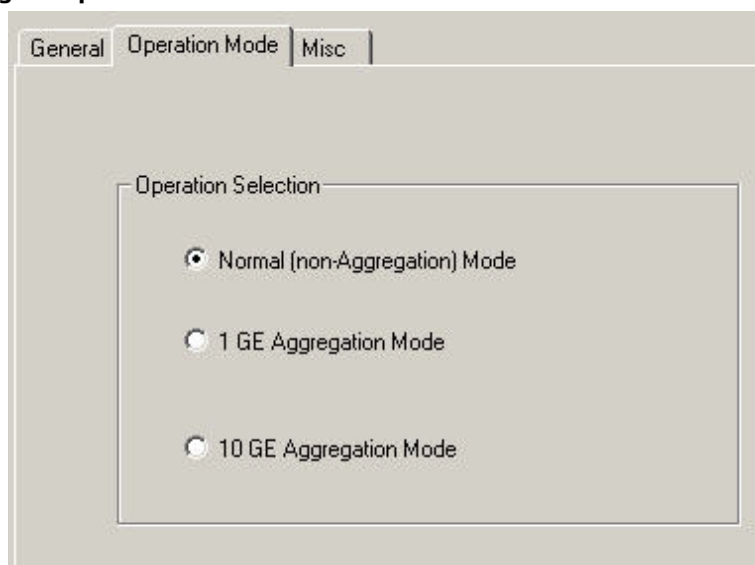 General Operation Mode Misc
Operation Selection
Normal (non-Aggregation) Mode
1 GE Aggregation Mode
10 GE Aggregation Mode